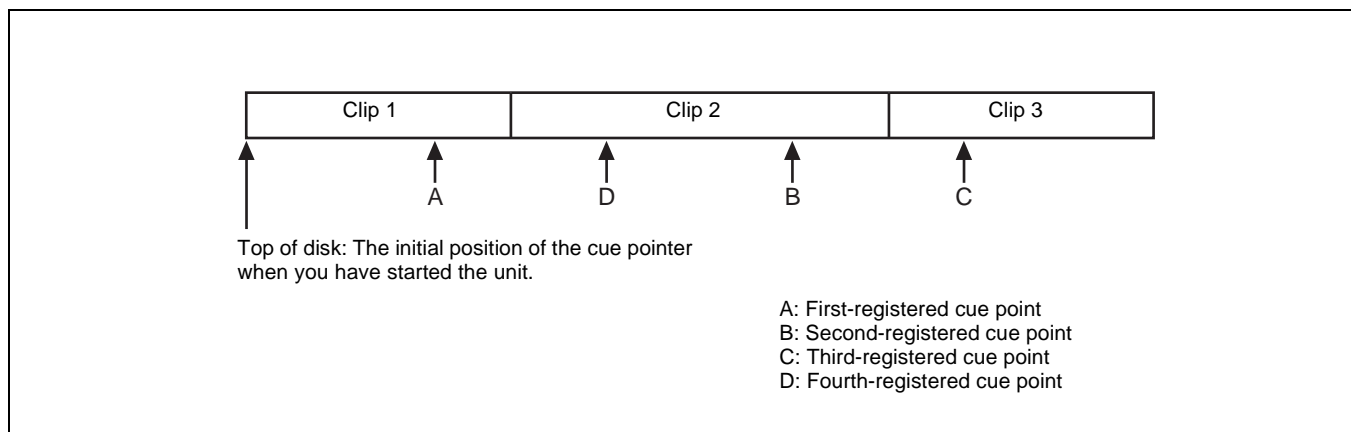 Clip 1
Clip 2
Clip 3
A
D
B
C
Top of disk: The initial position of the cue pointer
when you have started the unit.
A: First-registered cue point
B: Second-registered cue point
C: Third-registered cue point
D: Fourth-registered cue point